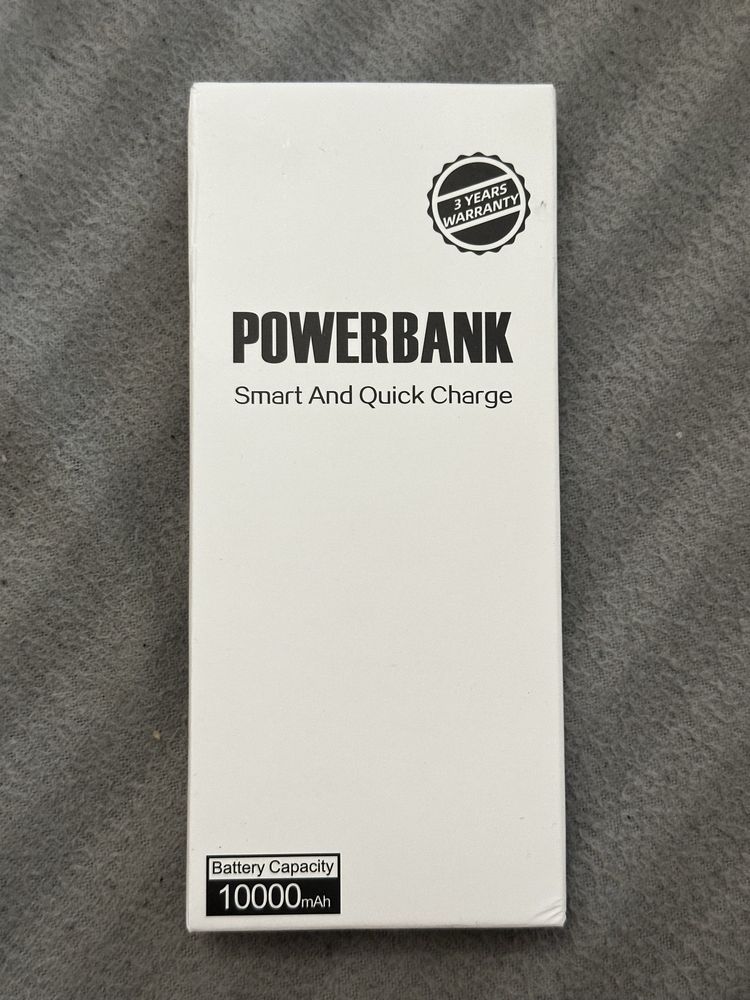 3 YEARS
WARRANTY
POWERBANK
Smart And Quick Charge
Battery Capacity
10000mAh